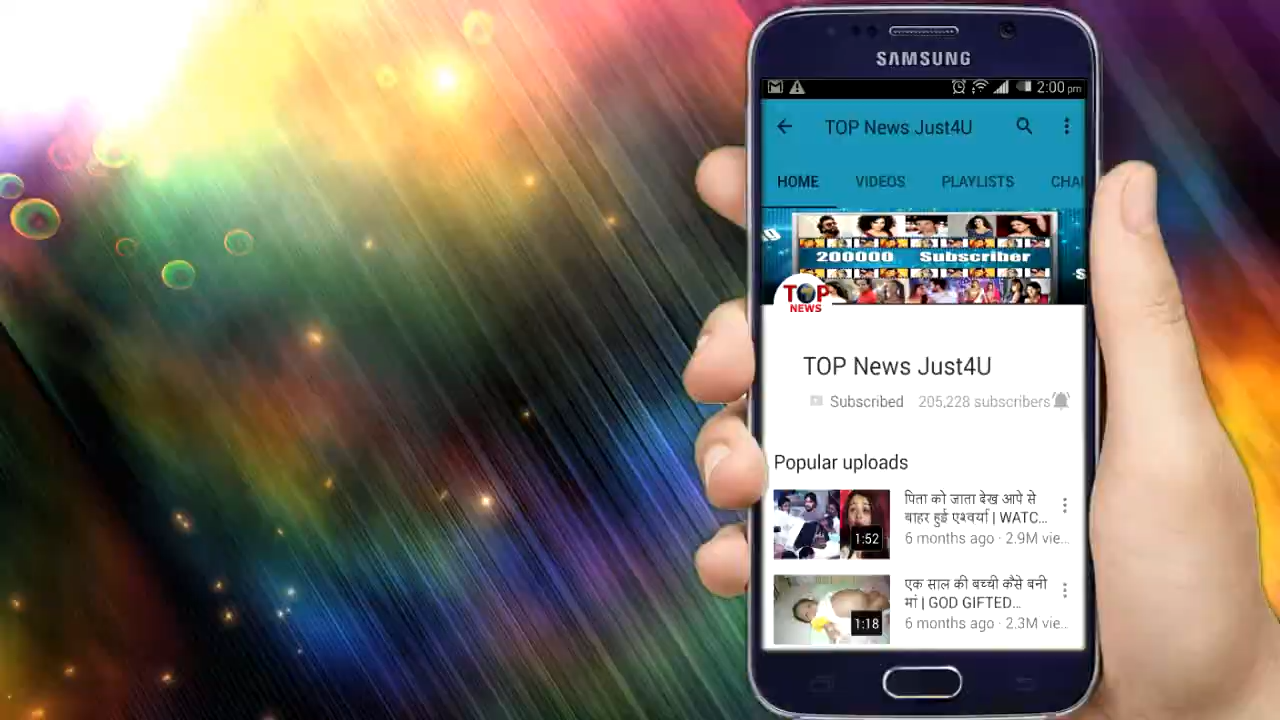 SAMSUNG
2:00 pm
TOP News Just4U
HOME VIDEOS PLAYLISTS CHA
200000 Subscriber
TOP
NEWS
TOP News Just4U
Subscribed 205,228 subscribers
Popular uploads
पिता को जाता देख आपे से
बाहर हुई एश्वर्या | WATC...
6 months ago · 2.9M vie...
1:52
एक साल की बच्ची कैसे बनी
मां | GOD GIFTED...
6 months ago · 2.3M vie...
1:18